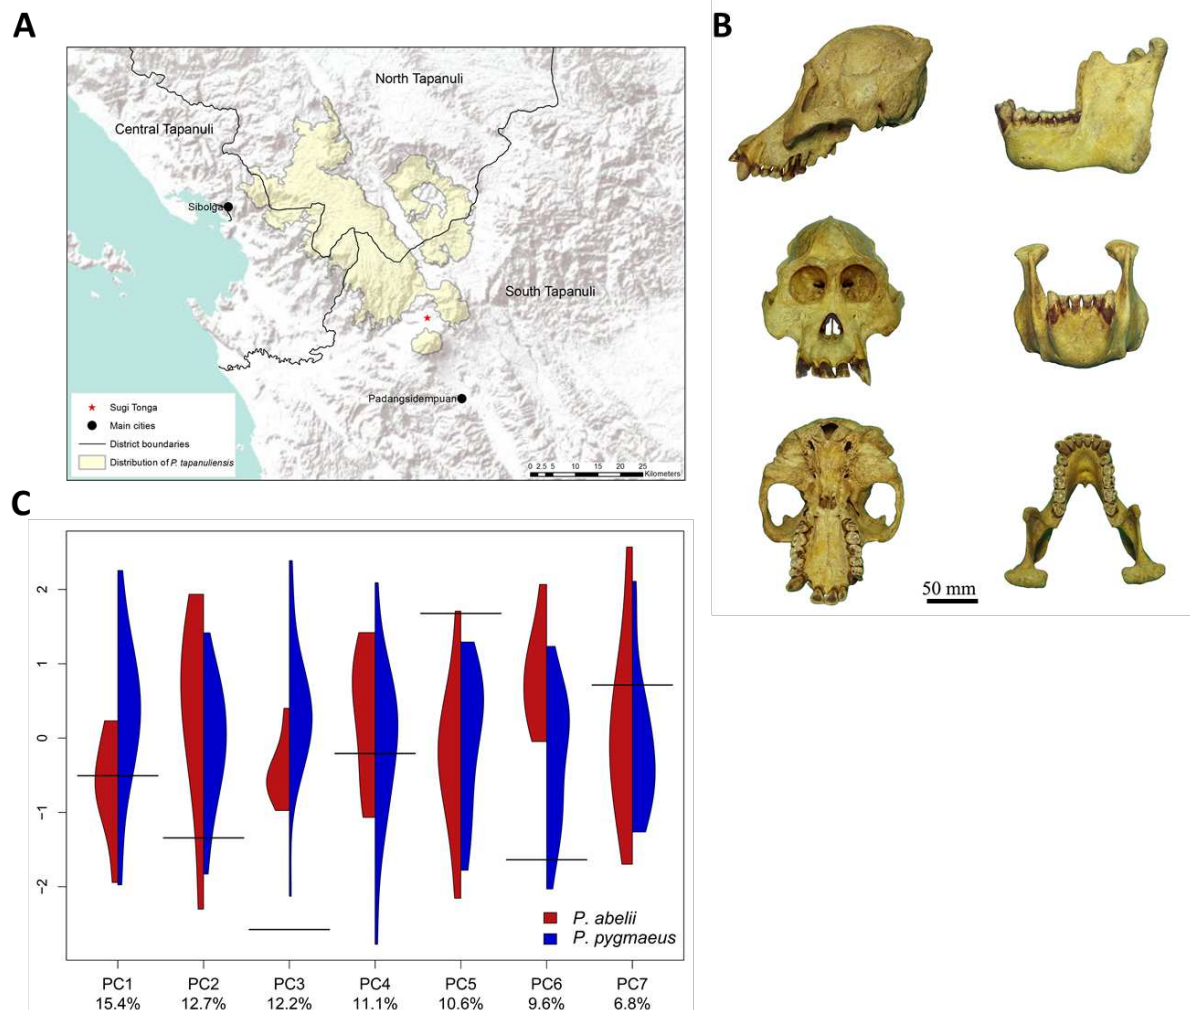 A
North Tapanuli
Central Tapanuli
Sibolga
South Tapanuli
Padangsidempuan
Sugi Tonga
Main cities
District boundaries
Distribution of P. tapanuliensis
0 2.5 5 10 15 20 25
Kilometers
B
50 mm
C
2
1
0
−1
−2
P. abelii
P. pygmaeus
PC1 PC2 PC3 PC4 PC5 PC6 PC7
15.4% 12.7% 12.2% 11.1% 10.6% 9.6% 6.8%